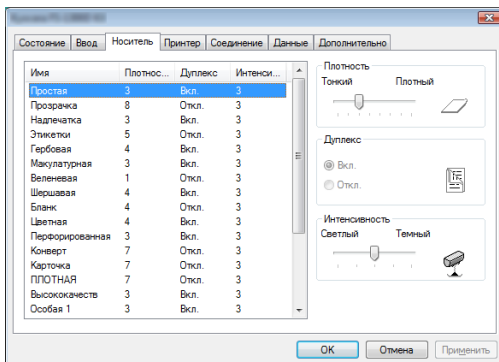 Состояние Ввод Носитель Принтер Соединение Данные Дополнительно
Имя Плотнос... Дуплекс Интенси...
Простая 3 Вкл. 3
Прозрачка 8 Откл. 3
Надпечатка 3 Вкл. 3
Этикетки 5 Откл. 3
Гербовая 4 Вкл. 3
Макулатурная 3 Вкл. 3
Веленевая 1 Откл. 3
Шершавая 4 Вкл. 3
Бланк 4 Откл. 3
Цветная 4 Вкл. 3
Перфорированная 3 Вкл. 3
Конверт 7 Откл. 3
Карточка 7 Откл. 3
ПЛОТНАЯ 7 Откл. 3
Высококачеств 3 Вкл. 3
Особая 1 3 Вкл. 3
Плотность
Тонкий Плотный
Дуплекс
Вкл.
Откл.
Интенсивность
Светлый Темный
OK Отмена Применить